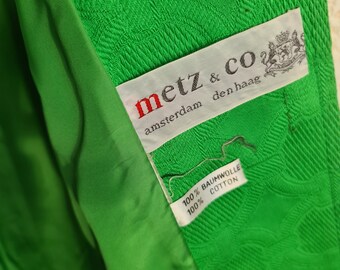 metz & co
amsterdam den haag
100% BAUMWOLLE
100% COTTON